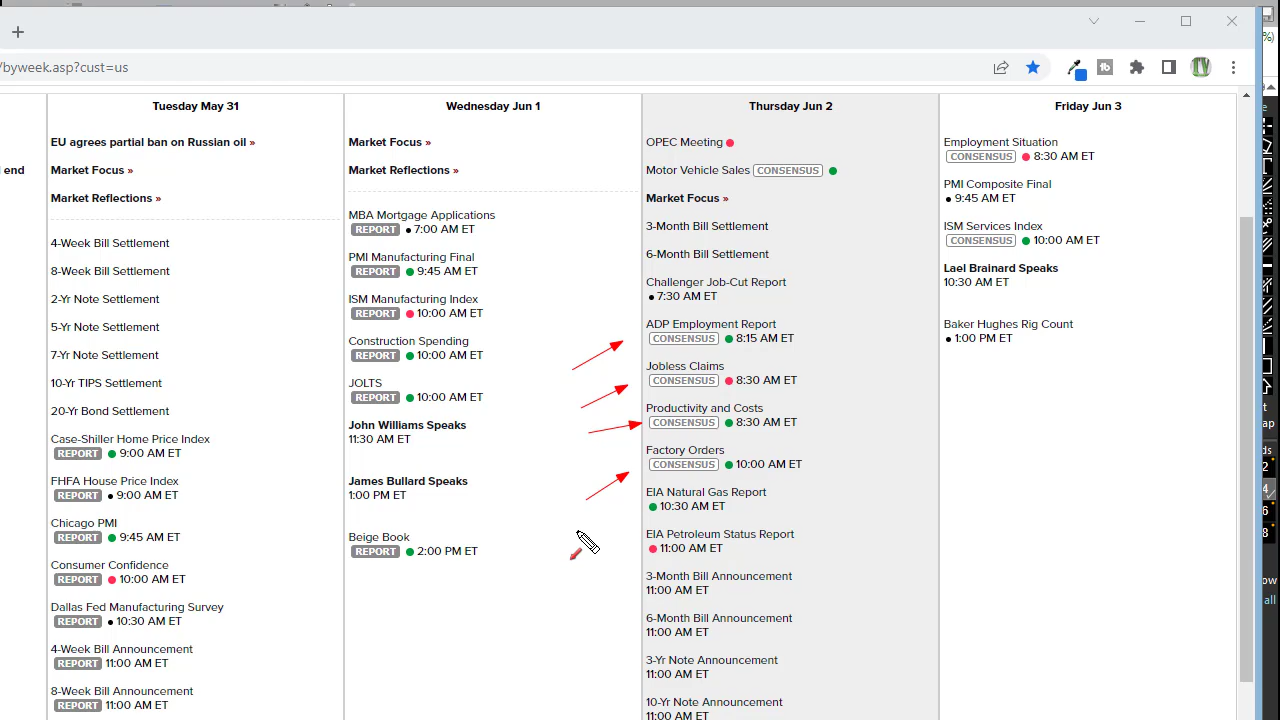 /byweek.asp?cust=us
end
Tuesday May 31
EU agrees partial ban on Russian oil »
Market Focus »
Market Reflections »
4-Week Bill Settlement
8-Week Bill Settlement
2-Yr Note Settlement
5-Yr Note Settlement
7-Yr Note Settlement
10-Yr TIPS Settlement
20-Yr Bond Settlement
Case-Shiller Home Price Index
REPORT 9:00 AM ET
FHFA House Price Index
REPORT 9:00 AM ET
Chicago PMI
REPORT 9:45 AM ET
Consumer Confidence
REPORT 10:00 AM ET
Dallas Fed Manufacturing Survey
REPORT 10:30 AM ET
4-Week Bill Announcement
REPORT 11:00 AM ET
8-Week Bill Announcement
REPORT 11:00 AM ET
Wednesday Jun 1
Market Focus »
Market Reflections »
MBA Mortgage Applications
REPORT 7:00 AM ET
PMI Manufacturing Final
REPORT 9:45 AM ET
ISM Manufacturing Index
REPORT 10:00 AM ET
Construction Spending
REPORT 10:00 AM ET
JOLTS
REPORT 10:00 AM ET
John Williams Speaks
11:30 AM ET
James Bullard Speaks
1:00 PM ET
Beige Book
REPORT 2:00 PM ET
Thursday Jun 2
OPEC Meeting
Motor Vehicle Sales CONSENSUS
Market Focus »
3-Month Bill Settlement
6-Month Bill Settlement
Challenger Job-Cut Report
7:30 AM ET
ADP Employment Report
CONSENSUS 8:15 AM ET
Jobless Claims
CONSENSUS 8:30 AM ET
Productivity and Costs
CONSENSUS 8:30 AM ET
Factory Orders
CONSENSUS 10:00 AM ET
EIA Natural Gas Report
10:30 AM ET
EIA Petroleum Status Report
11:00 AM ET
3-Month Bill Announcement
11:00 AM ET
6-Month Bill Announcement
11:00 AM ET
3-Yr Note Announcement
11:00 AM ET
10-Yr Note Announcement
11:00 AM ET
Friday Jun 3
Employment Situation
CONSENSUS 8:30 AM ET
PMI Composite Final
9:45 AM ET
ISM Services Index
CONSENSUS 10:00 AM ET
Lael Brainard Speaks
10:30 AM ET
Baker Hughes Rig Count
1:00 PM ET
%)
ds
2
4
6
8
ow
all